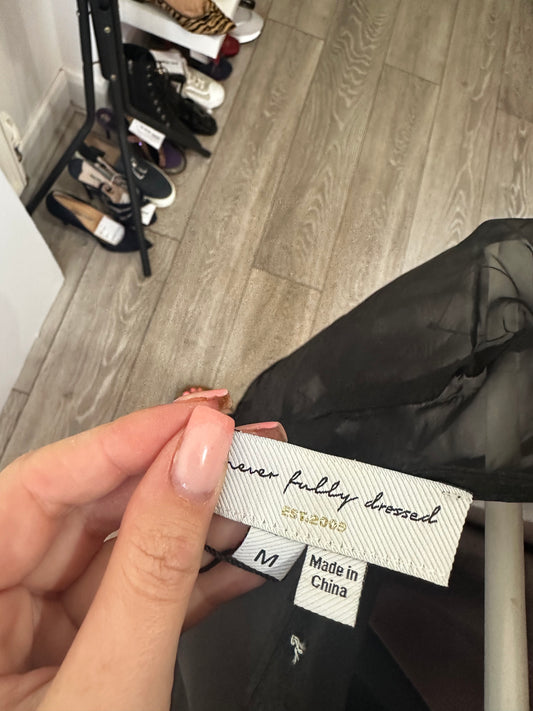 never fully dressed
EST.2009
M
Made in
China